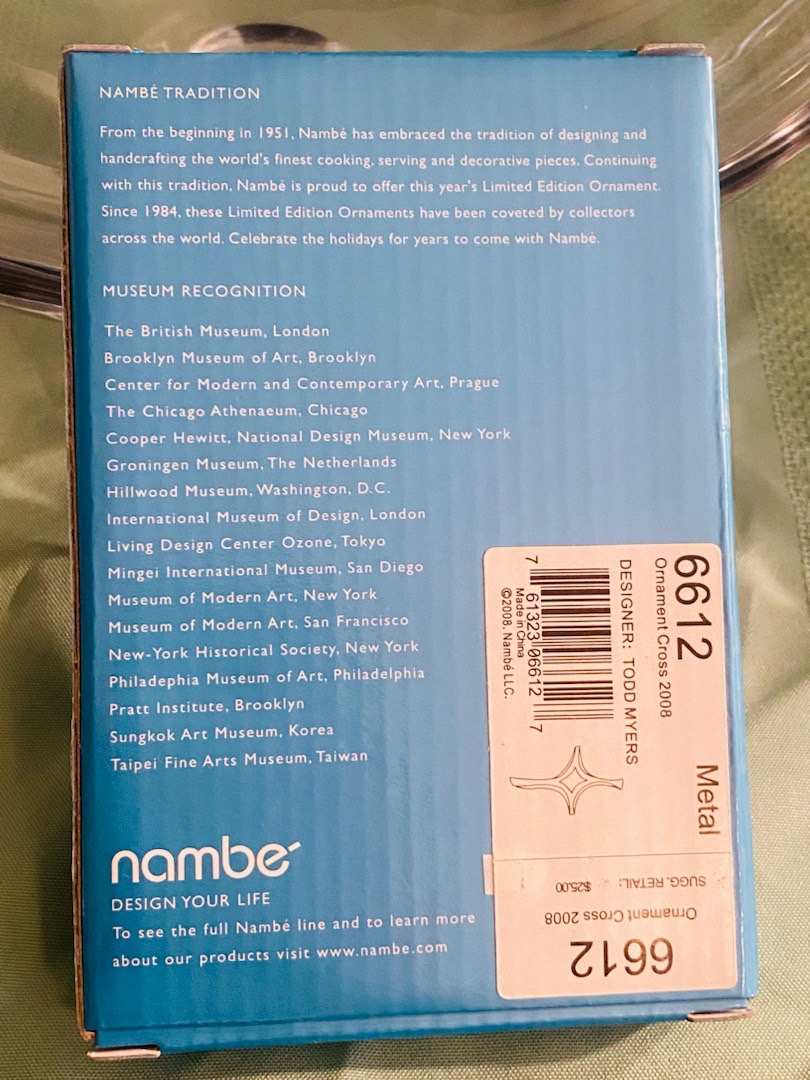 NAMBÉ TRADITION
From the beginning in 1951, Nambé has embraced the tradition of designing and
handcrafting the world's finest cooking, serving and decorative pieces. Continuing
with this tradition, Nambé is proud to offer this year's Limited Edition Ornament.
Since 1984, these Limited Edition Ornaments have been coveted by collectors
across the world. Celebrate the holidays for years to come with Nambé.
MUSEUM RECOGNITION
The British Museum, London
Brooklyn Museum of Art, Brooklyn
Center for Modern and Contemporary Art, Prague
The Chicago Athenaeum, Chicago
Cooper Hewitt, National Design Museum, New York
Groningen Museum, The Netherlands
Hillwood Museum, Washington, D.C.
International Museum of Design, London
Living Design Center Ozone, Tokyo
Mingei International Museum, San Diego
Museum of Modern Art, New York
Museum of Modern Art, San Francisco
New-York Historical Society, New York
Philadephia Museum of Art, Philadelphia
Pratt Institute, Brooklyn
Sungkok Art Museum, Korea
Taipei Fine Arts Museum, Taiwan
nambé
DESIGN YOUR LIFE
To see the full Nambé line and to learn more
about our products visit www.nambe.com
6612
Metal
Ornament Cross 2008
DESIGNER: TODD MYERS
7 61323 06612 7
Made in China
©2008. Nambé LLC.
6612
Ornament Cross 2008
SUGG. RETAIL: $25.00